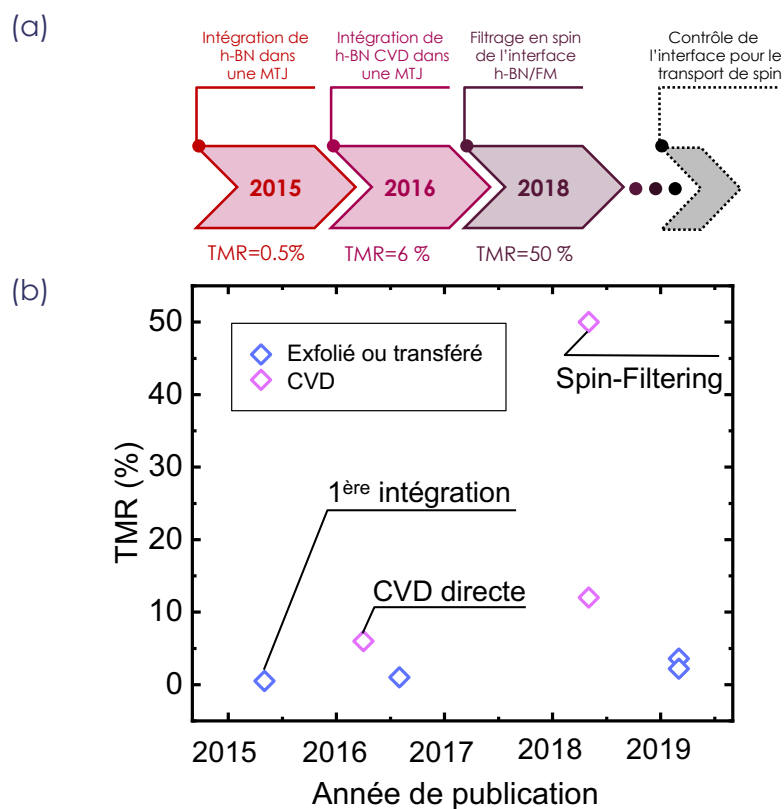 (a)
Intégration de
h-BN dans
une MTJ
Intégration de
h-BN CVD dans
une MTJ
Filtrage en spin
de l'interface
h-BN/FM
Contrôle de
l'interface pour le
transport de spin
2015
2016
2018
TMR=0.5%
TMR=6 %
TMR=50 %
(b)
50
40
30
20
10
0
TMR (%)
Exfolié ou transféré
CVD
Spin-Filtering
1ère intégration
CVD directe
2015
2016
2017
2018
2019
Année de publication